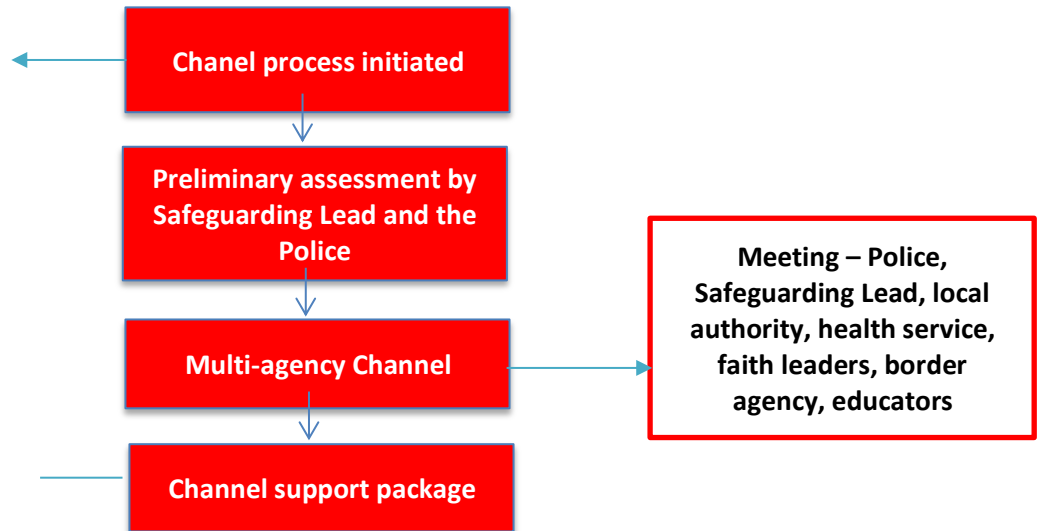 Chanel process initiated
Preliminary assessment by
Safeguarding Lead and the
Police
Multi-agency Channel
Meeting – Police,
Safeguarding Lead, local
authority, health service,
faith leaders, border
agency, educators
Channel support package